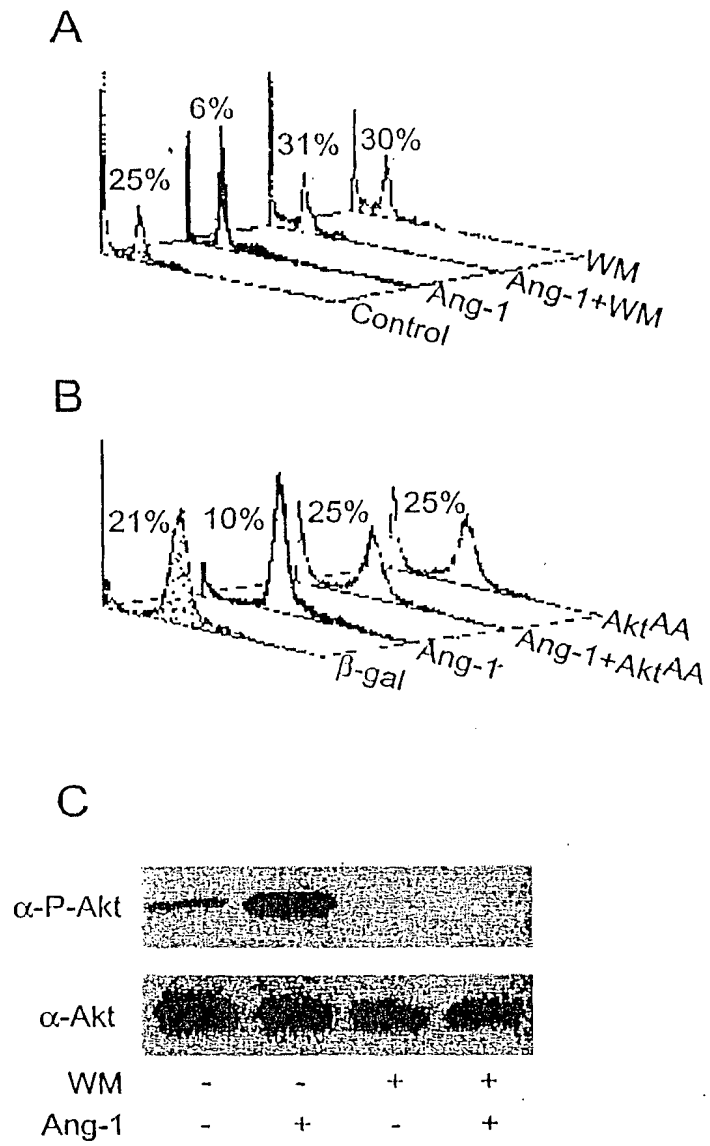 A
25%
6%
31%
30%
Control
Ang-1
Ang-1+WM
WM
B
21%
10%
25%
25%
β-gal
Ang-1
Ang-1+AktAA
AktAA
C
α-P-Akt
α-Akt
WM - - + +
Ang-1 - + - +